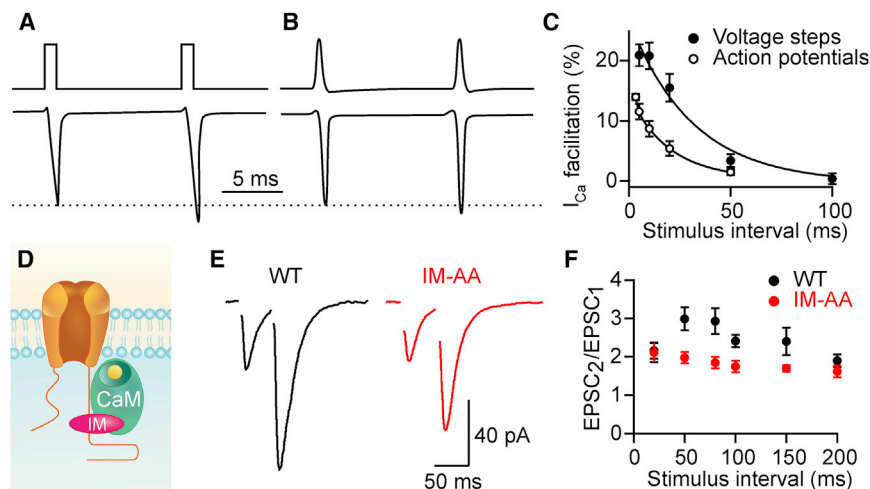 A
B
5 ms
C
I_Ca facilitation (%)
20
10
0
Voltage steps
Action potentials
0
50
100
Stimulus interval (ms)
D
CaM
IM
E
WT
IM-AA
40 pA
50 ms
F
EPSC₂/EPSC₁
4
3
2
1
0
WT
IM-AA
50
100
150
200
Stimulus interval (ms)